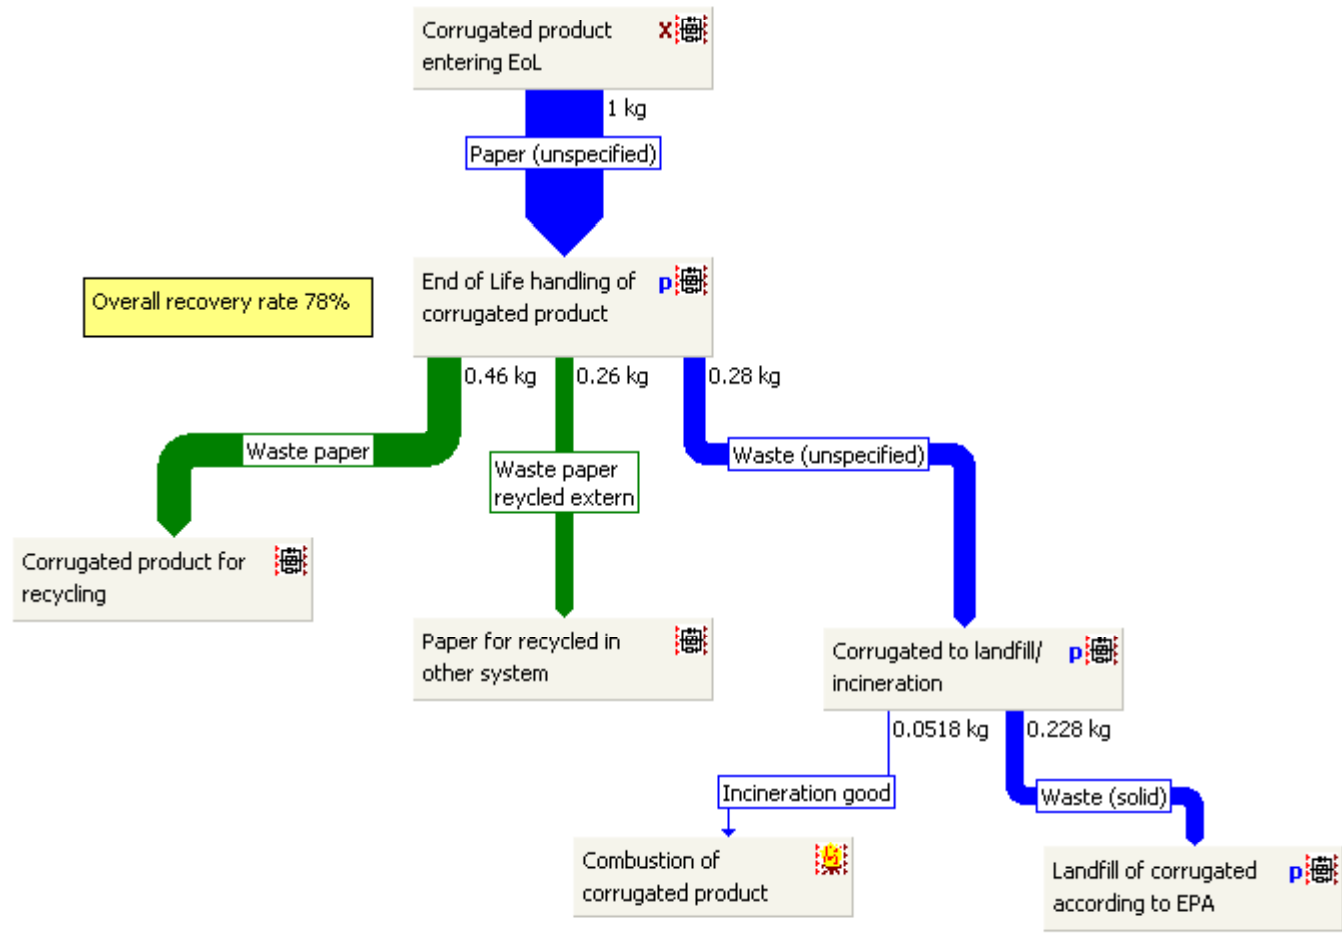 Corrugated product
entering EoL
X
1 kg
Paper (unspecified)
End of Life handling of
corrugated product
p
Overall recovery rate 78%
0.46 kg
0.26 kg
0.28 kg
Waste paper
Waste paper
reycled extern
Waste (unspecified)
Corrugated product for
recycling
Paper for recycled in
other system
Corrugated to landfill/
incineration
p
0.0518 kg
0.228 kg
Incineration good
Waste (solid)
Combustion of
corrugated product
Landfill of corrugated
according to EPA
p